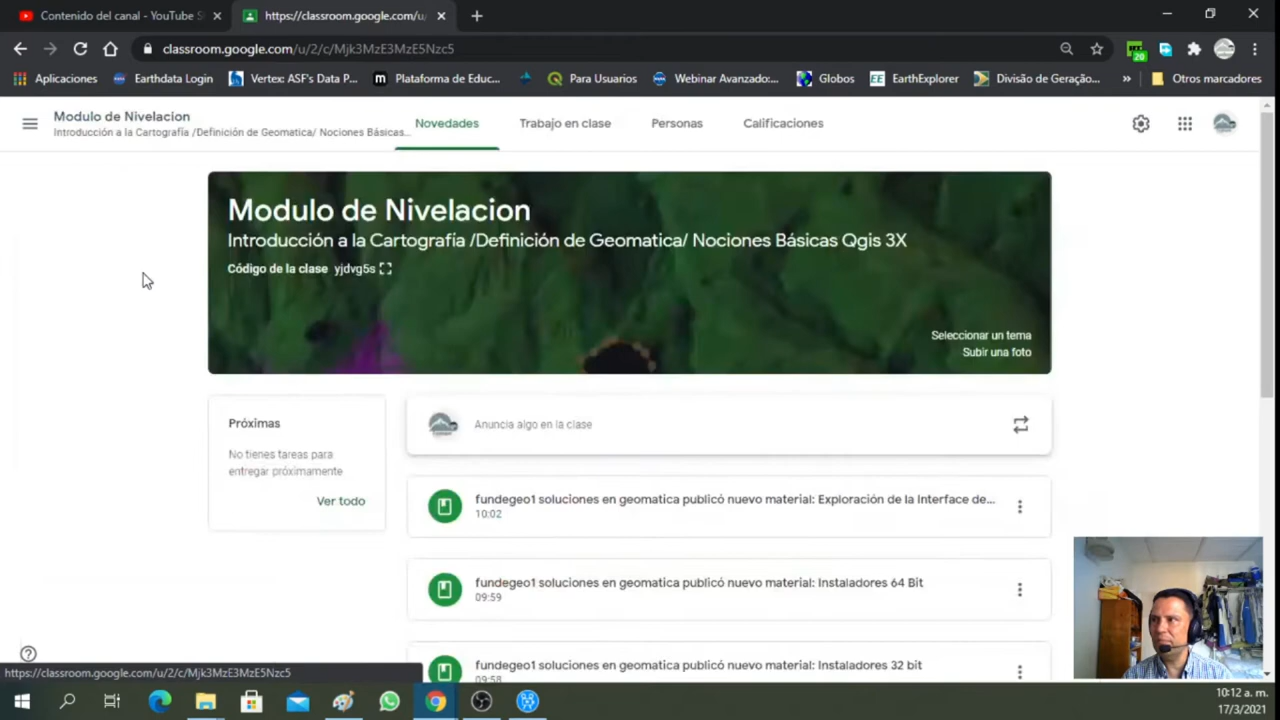 Contenido del canal - YouTube S
https://classroom.google.com/u/
classroom.google.com/u/2/c/Mjk3MzE3MzE5Nzc5
20
Aplicaciones
Earthdata Login
Vertex: ASF's Data P...
m
Plataforma de Educ...
Para Usuarios
Webinar Avanzado:...
Globos
EE
EarthExplorer
Divisão de Geração...
»
Otros marcadores
Modulo de Nivelacion
Introducción a la Cartografía /Definición de Geomatica/ Nociones Básicas...
Novedades
Trabajo en clase
Personas
Calificaciones
Modulo de Nivelacion
Introducción a la Cartografía /Definición de Geomatica/ Nociones Básicas Qgis 3X
Código de la clase yjdvg5s
Seleccionar un tema
Subir una foto
Próximas
No tienes tareas para
entregar próximamente
Ver todo
Anuncia algo en la clase
fundegeo1 soluciones en geomatica publicó nuevo material: Exploración de la Interface de...
10:02
fundegeo1 soluciones en geomatica publicó nuevo material: Instaladores 64 Bit
09:59
fundegeo1 soluciones en geomatica publicó nuevo material: Instaladores 32 bit
09:58
https://classroom.google.com/u/2/c/Mjk3MzE3MzE5Nzc5
10:12 a. m.
17/3/2021